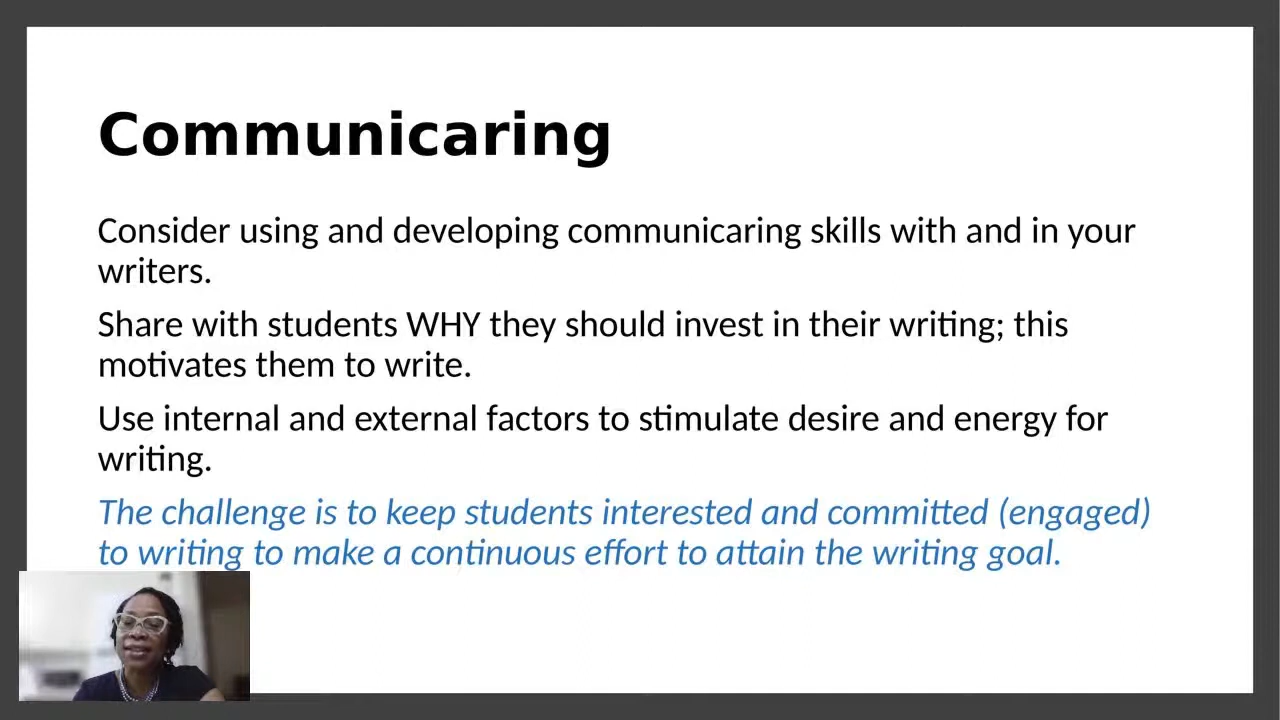 Communicaring
Consider using and developing communicaring skills with and in your
writers.
Share with students WHY they should invest in their writing; this
motivates them to write.
Use internal and external factors to stimulate desire and energy for
writing.
The challenge is to keep students interested and committed (engaged)
to writing to make a continuous effort to attain the writing goal.